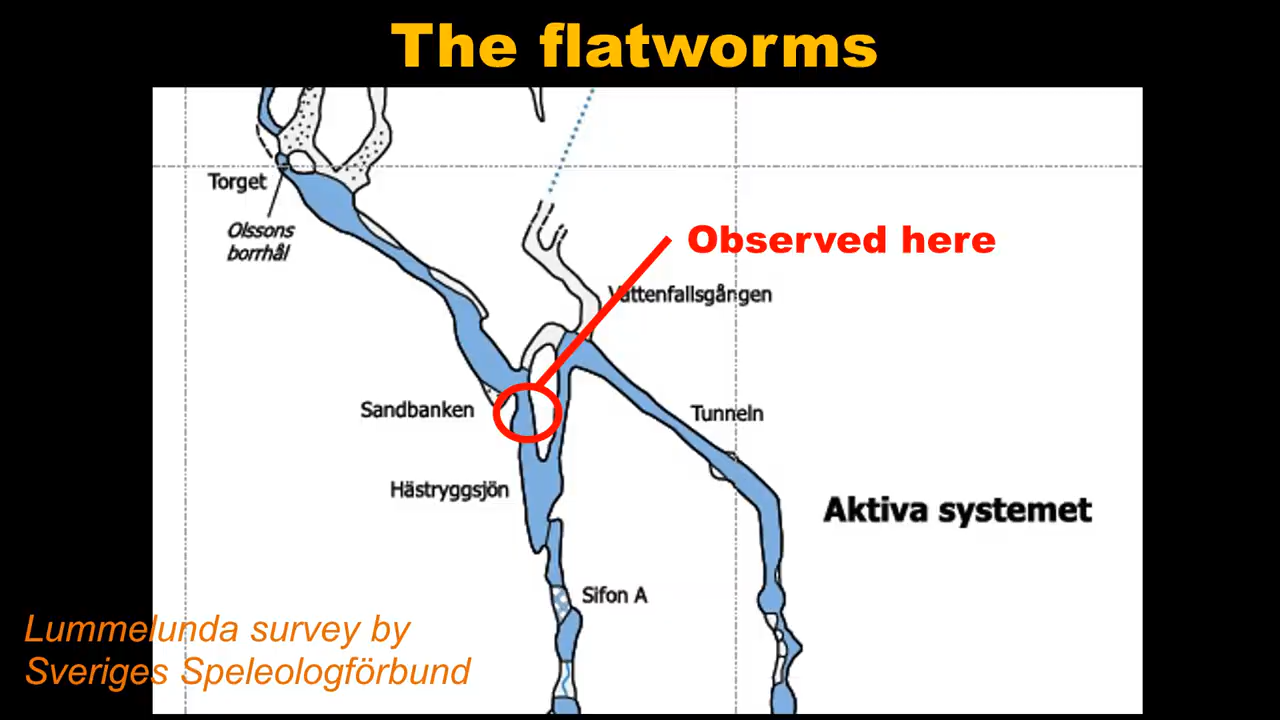 The flatworms
Torget
Olssons
borrhål
Observed here
Vattenfallsgången
Sandbanken
Tunneln
Hästryggsjön
Aktiva systemet
Sifon A
Lummelunda survey by
Sveriges Speleologförbund